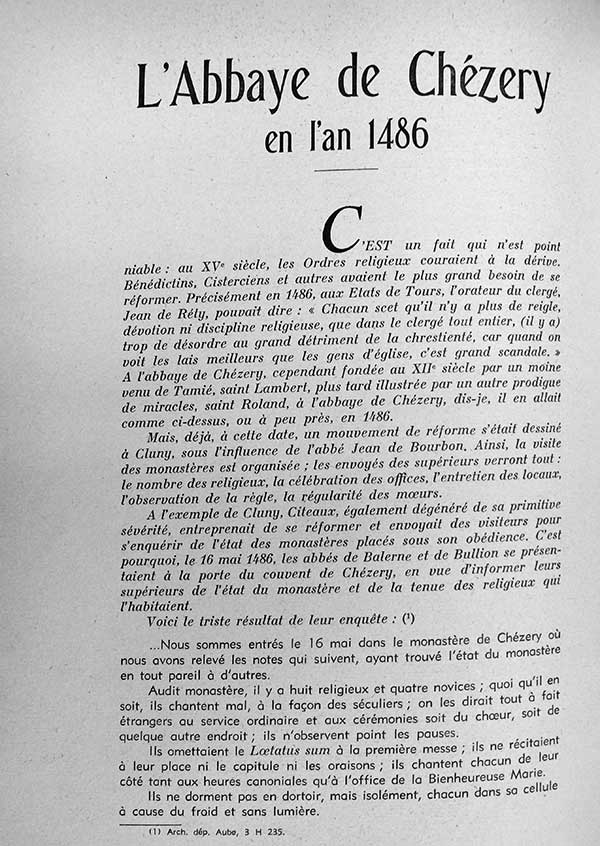 L'Abbaye de Chézery
en l'an 1486
C'EST un fait qui n'est point
niable : au XVe siècle, les Ordres religieux couraient à la dérive.
Bénédictins, Cisterciens et autres avaient le plus grand besoin de se
réformer. Précisément en 1486, aux Etats de Tours, l'orateur du clergé,
Jean de Rély, pouvait dire : « Chacun scet qu'il n'y a plus de reigle,
dévotion ni discipline religieuse, que dans le clergé tout entier, (il y a)
trop de désordre au grand détriment de la chrestienté, car quand on
voit les lais meilleurs que les gens d'église, c'est grand scandale. »
A l'abbaye de Chézery, cependant fondée au XIIe siècle par un moine
venu de Tamié, saint Lambert, plus tard illustrée par un autre prodigue
de miracles, saint Roland, à l'abbaye de Chézery, dis-je, il en allait
comme ci-dessus, ou à peu près, en 1486.
Mais, déjà, à cette date, un mouvement de réforme s'était dessiné
à Cluny, sous l'influence de l'abbé Jean de Bourbon. Ainsi, la visite
des monastères est organisée ; les envoyés des supérieurs verront tout :
le nombre des religieux, la célébration des offices, l'entretien des locaux,
l'observation de la règle, la régularité des mœurs.
A l'exemple de Cluny, Citeaux, également dégénéré de sa primitive
sévérité, entreprenait de se réformer et envoyait des visiteurs pour
s'enquérir de l'état des monastères placés sous son obédience. C'est
pourquoi, le 16 mai 1486, les abbés de Balerne et de Bullion se présen-
taient à la porte du couvent de Chézery, en vue d'informer leurs
supérieurs de l'état du monastère et de la tenue des religieux qui
l'habitaient.
Voici le triste résultat de leur enquête : (1)
...Nous sommes entrés le 16 mai dans le monastère de Chézery où
nous avons relevé les notes qui suivent, ayant trouvé l'état du monastère
en tout pareil à d'autres.
Audit monastère, il y a huit religieux et quatre novices ; quoi qu'il en
soit, ils chantent mal, à la façon des séculiers ; on les dirait tout à fait
étrangers au service ordinaire et aux cérémonies soit du chœur, soit de
quelque autre endroit ; ils n'observent point les pauses.
Ils omettaient le Lœtatus sum à la première messe ; ils ne récitaient
à leur place ni le capitule ni les oraisons ; ils chantent chacun de leur
côté tant aux heures canoniales qu'à l'office de la Bienheureuse Marie.
Ils ne dorment pas en dortoir, mais isolément, chacun dans sa cellule
à cause du froid et sans lumière.
(1) Arch. dép. Aube, 3 H 235.